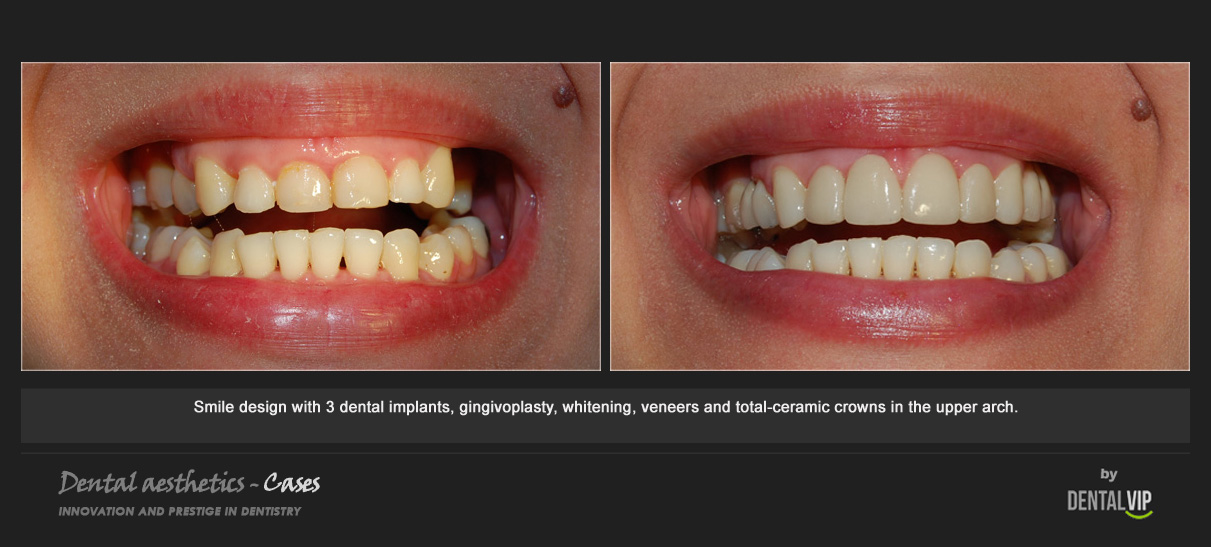 Smile design with 3 dental implants, gingivoplasty, whitening, veneers and total-ceramic crowns in the upper arch.
Dental aesthetics - Cases
INNOVATION AND PRESTIGE IN DENTISTRY
by
DENTALVIP